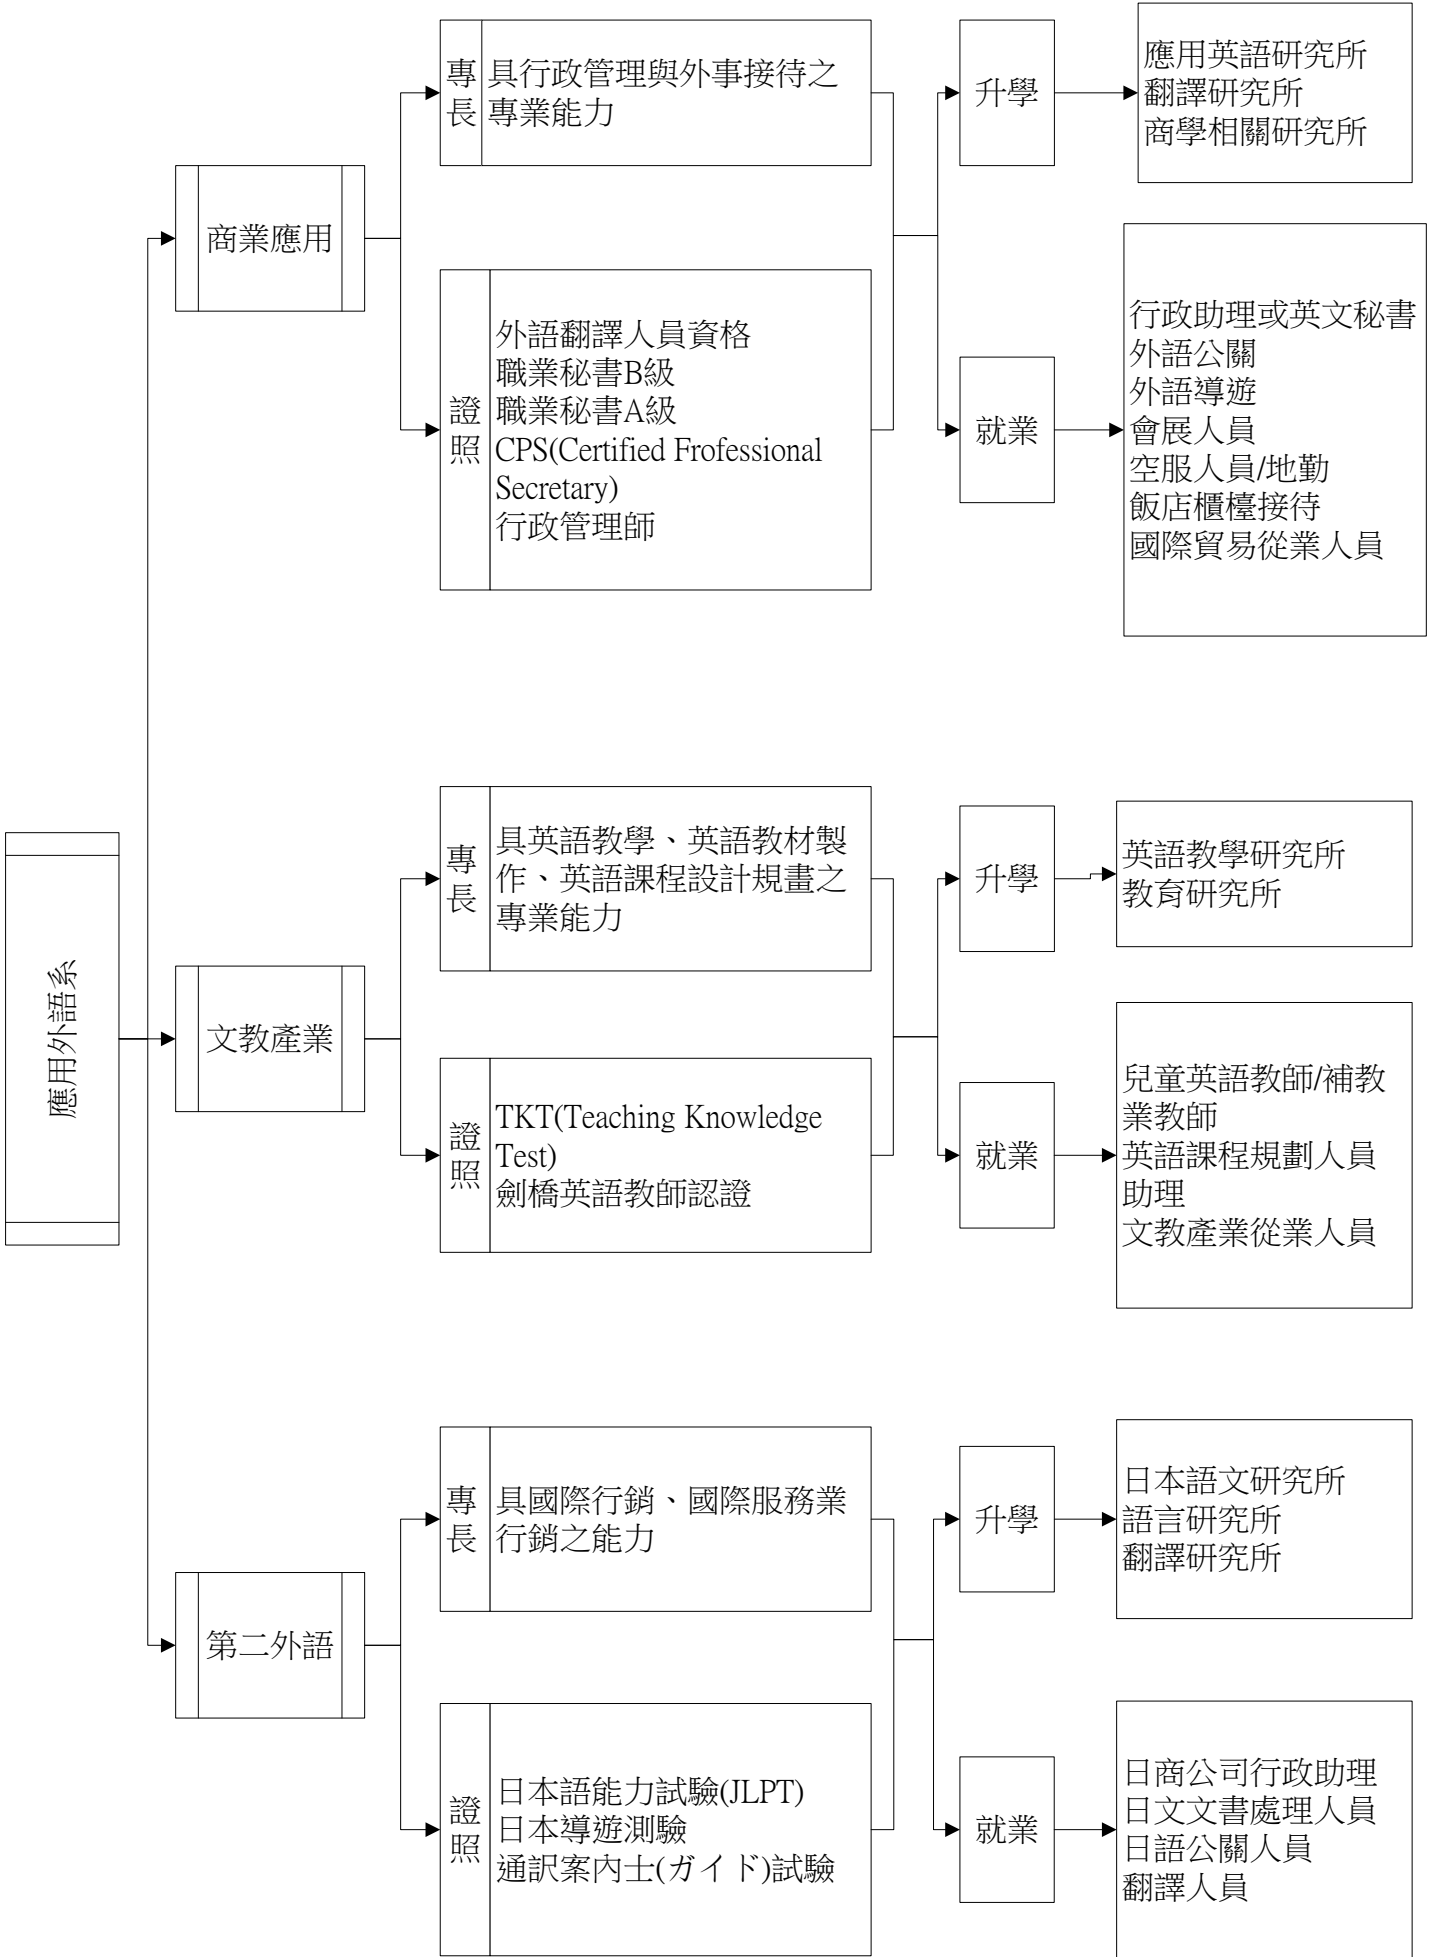 應用外語系
商業應用
專
長
具行政管理與外事接待之
專業能力
證
照
外語翻譯人員資格
職業秘書B級
職業秘書A級
CPS(Certified Frofessional
Secretary)
行政管理師
升學
應用英語研究所
翻譯研究所
商學相關研究所
就業
行政助理或英文秘書
外語公關
外語導遊
會展人員
空服人員/地勤
飯店櫃檯接待
國際貿易從業人員
文教產業
專
長
具英語教學、英語教材製
作、英語課程設計規畫之
專業能力
證
照
TKT(Teaching Knowledge
Test)
劍橋英語教師認證
升學
英語教學研究所
教育研究所
就業
兒童英語教師/補教
業教師
英語課程規劃人員
助理
文教產業從業人員
第二外語
專
長
具國際行銷、國際服務業
行銷之能力
證
照
日本語能力試驗(JLPT)
日本導遊測驗
通訳案内士(ガイド)試驗
升學
日本語文研究所
語言研究所
翻譯研究所
就業
日商公司行政助理
日文文書處理人員
日語公關人員
翻譯人員